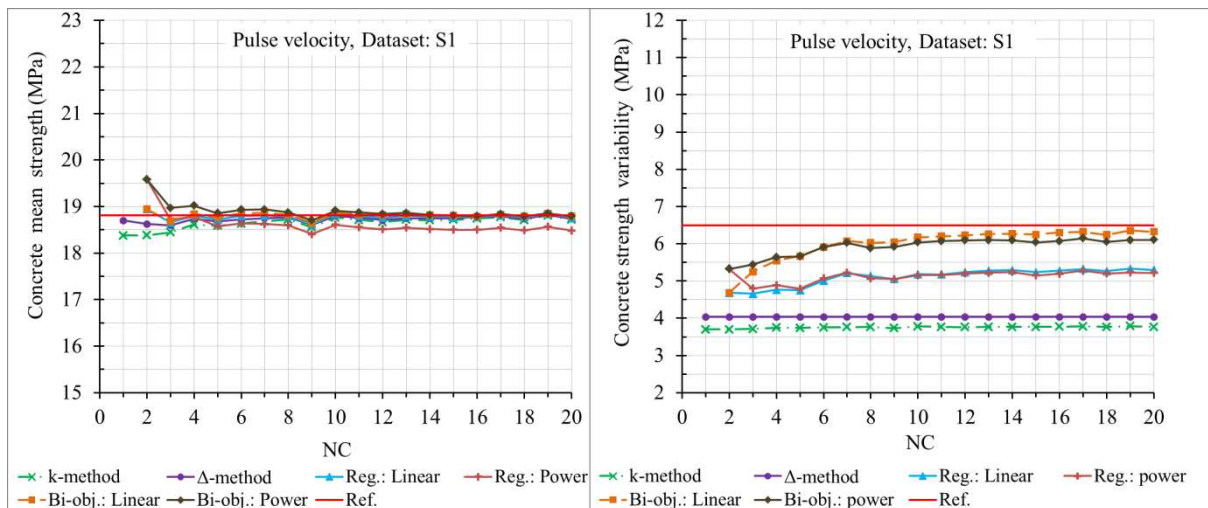 Pulse velocity, Dataset: S1
Concrete mean strength (MPa)
23
22
21
20
19
18
17
16
15
0 2 4 6 8 10 12 14 16 18 20
NC
k-method Δ-method Reg.: Linear Reg.: Power
Bi-obj.: Linear Bi-obj.: Power Ref.
Pulse velocity, Dataset: S1
Concrete strength variability (MPa)
12
11
10
9
8
7
6
5
4
3
2
0 2 4 6 8 10 12 14 16 18 20
NC
k-method Δ-method Reg.: Linear Reg.: power
Bi-obj.: Linear Bi-obj.: power Ref.